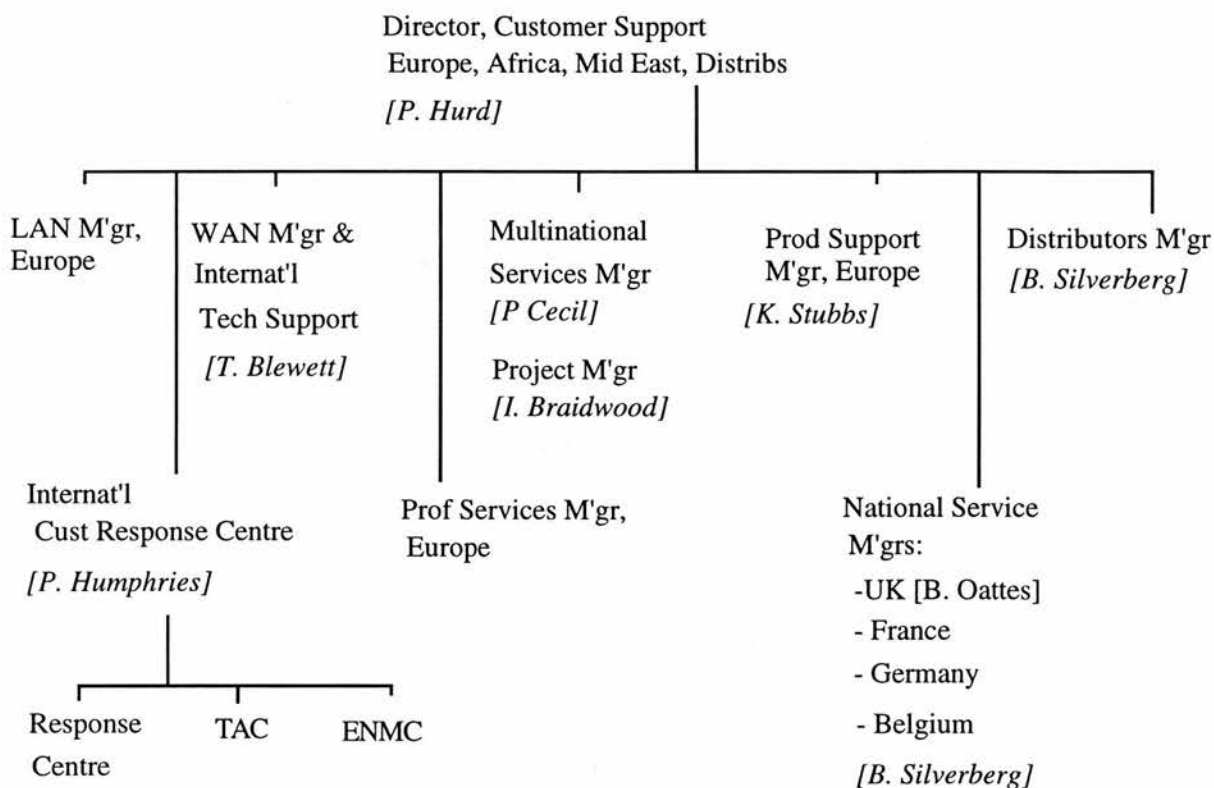 Director, Customer Support
Europe, Africa, Mid East, Distribs
[P. Hurd]
LAN M'gr,
Europe
WAN M'gr &
Internat'l
Tech Support
[T. Blewett]
Multinational
Services M'gr
[P Cecil]
Project M'gr
[I. Braidwood]
Prod Support
M'gr, Europe
[K. Stubbs]
Distributors M'gr
[B. Silverberg]
Internat'l
Cust Response Centre
[P. Humphries]
Prof Services M'gr,
Europe
National Service
M'grs:
-UK [B. Oattes]
- France
- Germany
- Belgium
[B. Silverberg]
Response
Centre
TAC
ENMC